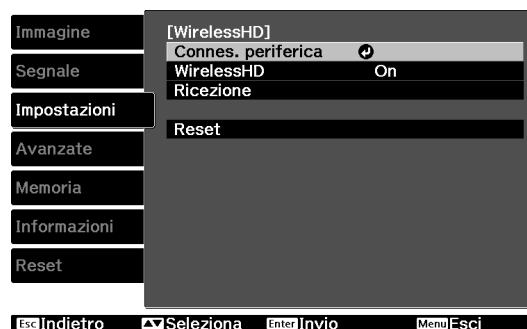 Immagine
Segnale
Impostazioni
Avanzate
Memoria
Informazioni
Reset
[WirelessHD]
Connes. periferica
WirelessHD On
Ricezione
Reset
Esc Indietro Seleziona Enter Invio Menu Esci